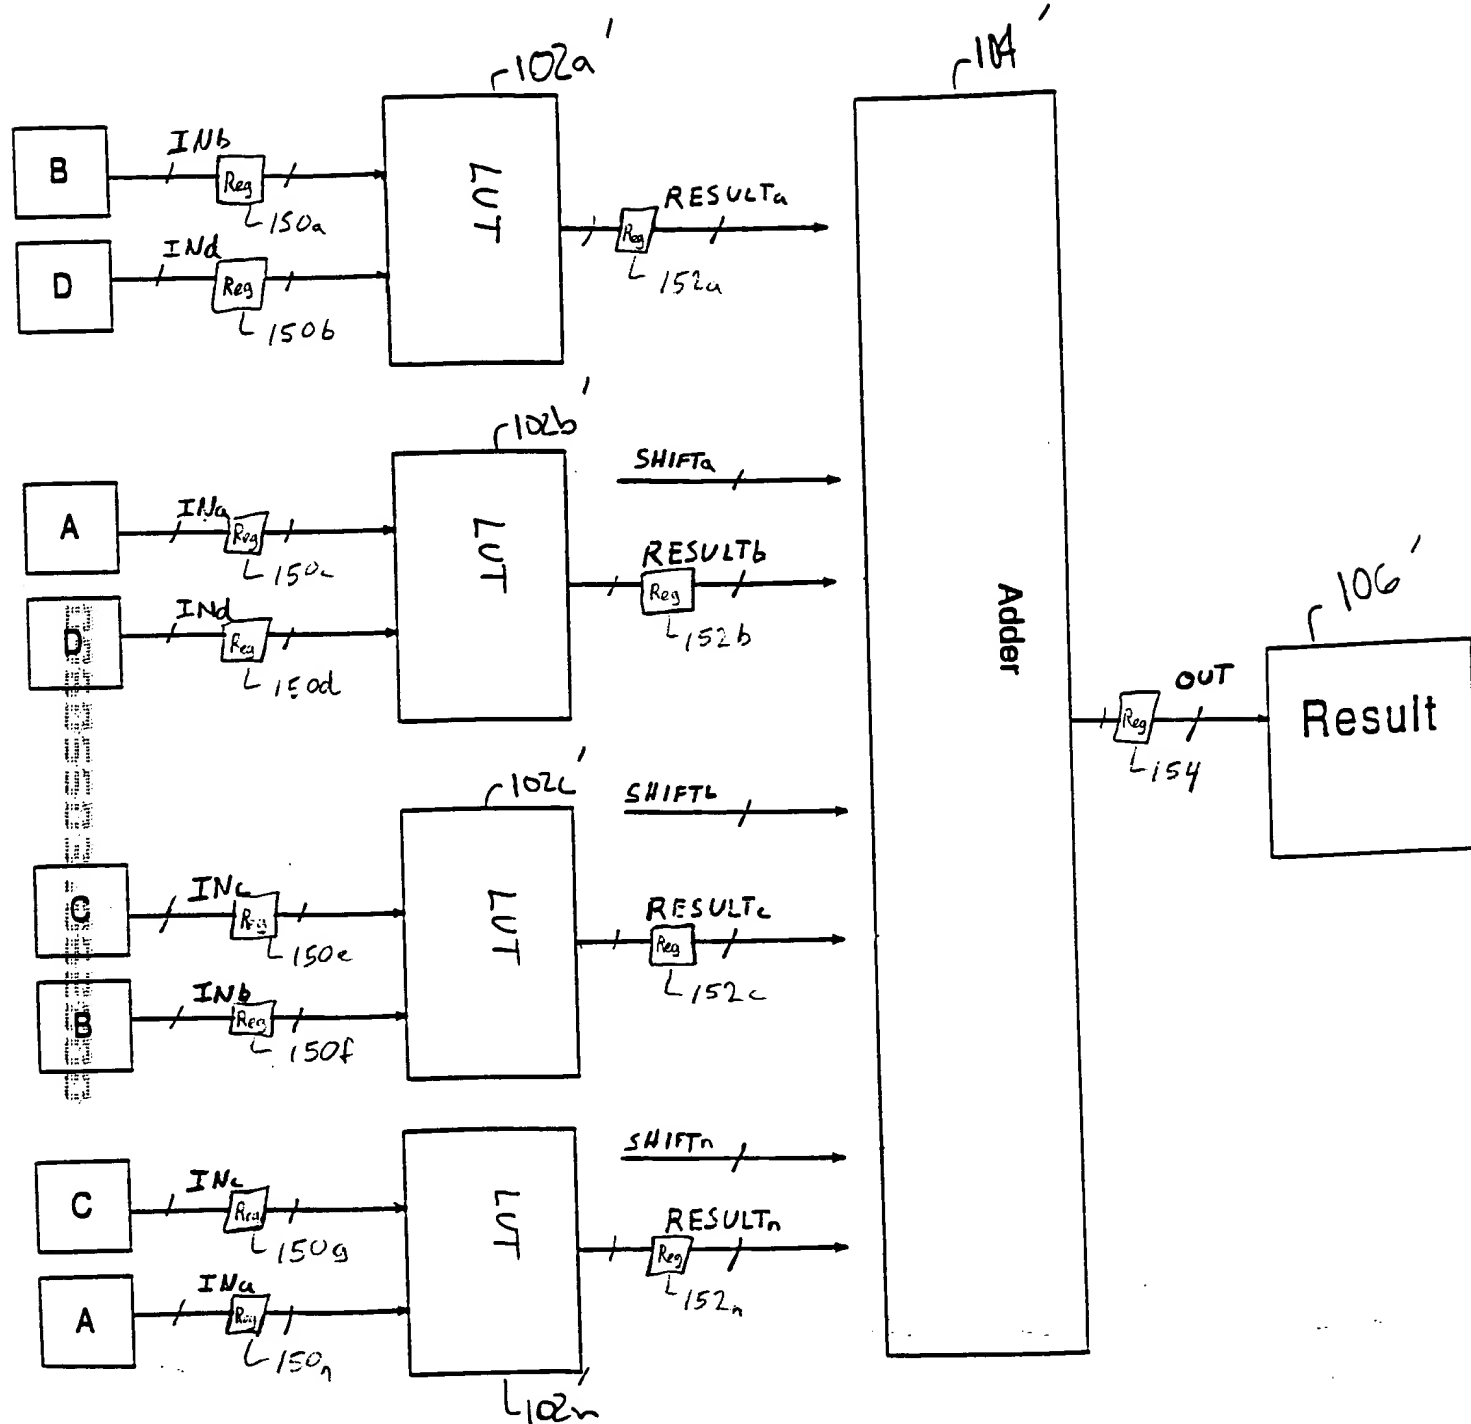 102a'
104'
B
INb
Reg
150a
D
INd
Reg
150b
LUT
Reg
RESULTa
152a
102b'
A
INa
Reg
150c
D
INd
Reg
150d
LUT
SHIFTa
RESULTb
Reg
152b
Adder
106'
OUT
Reg
154
Result
102c'
C
INc
Reg
150e
B
INb
Reg
150f
LUT
SHIFTb
RESULTc
Reg
152c
C
INc
Reg
150g
A
INa
Reg
150n
LUT
102n'
SHIFTn
RESULTn
Reg
152n